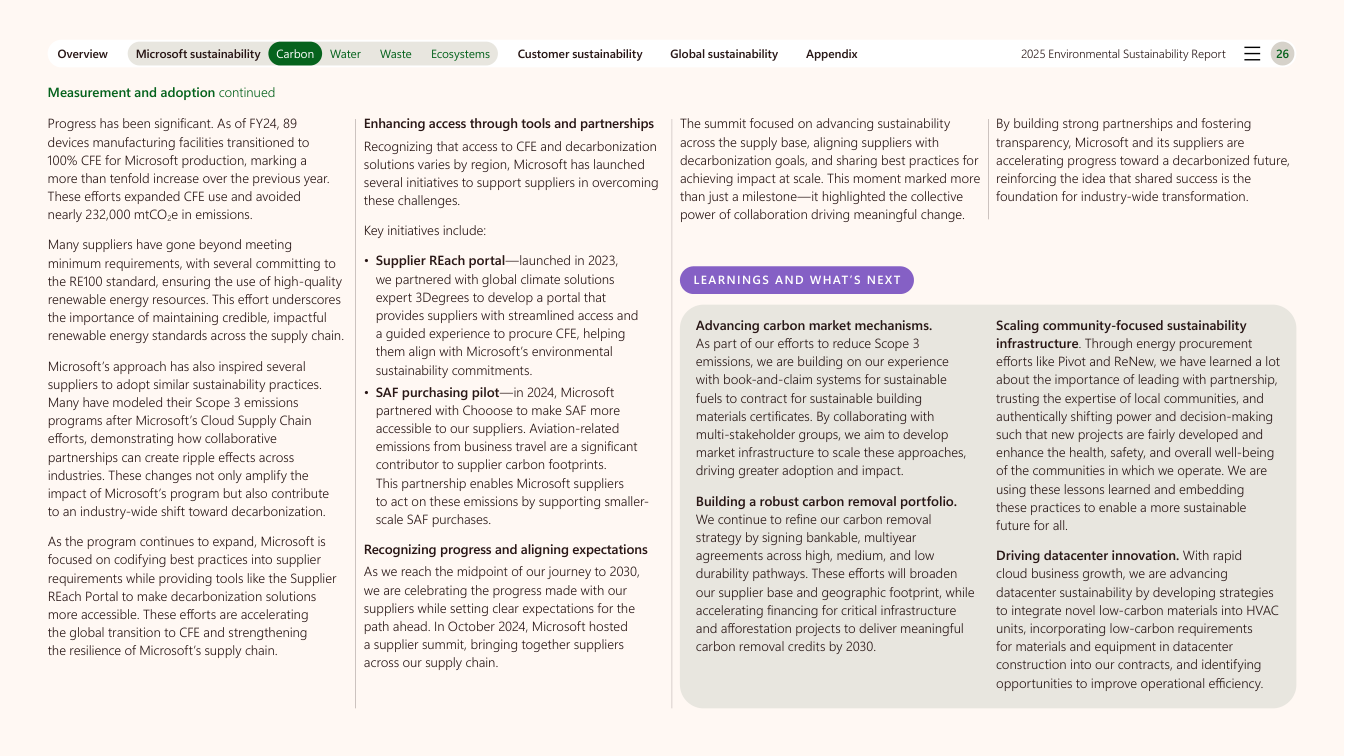 Overview
Microsoft sustainability
Carbon
Water
Waste
Ecosystems
Customer sustainability
Global sustainability
Appendix
2025 Environmental Sustainability Report
26
Measurement and adoption continued
Progress has been significant. As of FY24, 89
devices manufacturing facilities transitioned to
100% CFE for Microsoft production, marking a
more than tenfold increase over the previous year.
These efforts expanded CFE use and avoided
nearly 232,000 mtCO₂e in emissions.
Many suppliers have gone beyond meeting
minimum requirements, with several committing to
the RE100 standard, ensuring the use of high-quality
renewable energy resources. This effort underscores
the importance of maintaining credible, impactful
renewable energy standards across the supply chain.
Microsoft's approach has also inspired several
suppliers to adopt similar sustainability practices.
Many have modeled their Scope 3 emissions
programs after Microsoft's Cloud Supply Chain
efforts, demonstrating how collaborative
partnerships can create ripple effects across
industries. These changes not only amplify the
impact of Microsoft's program but also contribute
to an industry-wide shift toward decarbonization.
As the program continues to expand, Microsoft is
focused on codifying best practices into supplier
requirements while providing tools like the Supplier
REach Portal to make decarbonization solutions
more accessible. These efforts are accelerating
the global transition to CFE and strengthening
the resilience of Microsoft's supply chain.
Enhancing access through tools and partnerships
Recognizing that access to CFE and decarbonization
solutions varies by region, Microsoft has launched
several initiatives to support suppliers in overcoming
these challenges.
Key initiatives include:
• Supplier REach portal—launched in 2023,
we partnered with global climate solutions
expert 3Degrees to develop a portal that
provides suppliers with streamlined access and
a guided experience to procure CFE, helping
them align with Microsoft's environmental
sustainability commitments.
• SAF purchasing pilot—in 2024, Microsoft
partnered with Chooose to make SAF more
accessible to our suppliers. Aviation-related
emissions from business travel are a significant
contributor to supplier carbon footprints.
This partnership enables Microsoft suppliers
to act on these emissions by supporting smaller-
scale SAF purchases.
Recognizing progress and aligning expectations
As we reach the midpoint of our journey to 2030,
we are celebrating the progress made with our
suppliers while setting clear expectations for the
path ahead. In October 2024, Microsoft hosted
a supplier summit, bringing together suppliers
across our supply chain.
The summit focused on advancing sustainability
across the supply base, aligning suppliers with
decarbonization goals, and sharing best practices for
achieving impact at scale. This moment marked more
than just a milestone—it highlighted the collective
power of collaboration driving meaningful change.
By building strong partnerships and fostering
transparency, Microsoft and its suppliers are
accelerating progress toward a decarbonized future,
reinforcing the idea that shared success is the
foundation for industry-wide transformation.
LEARNINGS AND WHAT'S NEXT
Advancing carbon market mechanisms.
As part of our efforts to reduce Scope 3
emissions, we are building on our experience
with book-and-claim systems for sustainable
fuels to contract for sustainable building
materials certificates. By collaborating with
multi-stakeholder groups, we aim to develop
market infrastructure to scale these approaches,
driving greater adoption and impact.
Building a robust carbon removal portfolio.
We continue to refine our carbon removal
strategy by signing bankable, multiyear
agreements across high, medium, and low
durability pathways. These efforts will broaden
our supplier base and geographic footprint, while
accelerating financing for critical infrastructure
and afforestation projects to deliver meaningful
carbon removal credits by 2030.
Scaling community-focused sustainability
infrastructure. Through energy procurement
efforts like Pivot and ReNew, we have learned a lot
about the importance of leading with partnership,
trusting the expertise of local communities, and
authentically shifting power and decision-making
such that new projects are fairly developed and
enhance the health, safety, and overall well-being
of the communities in which we operate. We are
using these lessons learned and embedding
these practices to enable a more sustainable
future for all.
Driving datacenter innovation. With rapid
cloud business growth, we are advancing
datacenter sustainability by developing strategies
to integrate novel low-carbon materials into HVAC
units, incorporating low-carbon requirements
for materials and equipment in datacenter
construction into our contracts, and identifying
opportunities to improve operational efficiency.